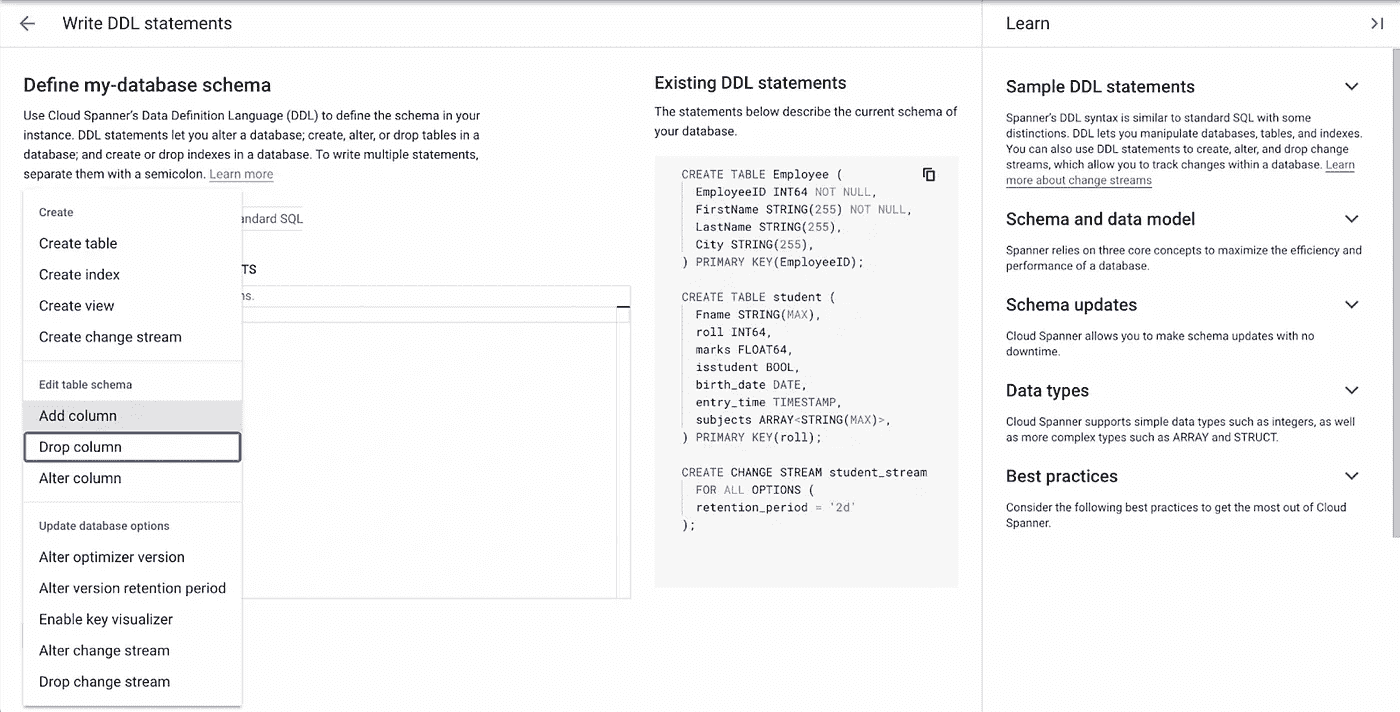 Write DDL statements
Define my-database schema
Use Cloud Spanner's Data Definition Language (DDL) to define the schema in your
instance. DDL statements let you alter a database; create, alter, or drop tables in a
database; and create or drop indexes in a database. To write multiple statements,
separate them with a semicolon. Learn more
andard SQL
TS
ns.
Create
Create table
Create index
Create view
Create change stream
Edit table schema
Add column
Drop column
Alter column
Update database options
Alter optimizer version
Alter version retention period
Enable key visualizer
Alter change stream
Drop change stream
Existing DDL statements
The statements below describe the current schema of
your database.
CREATE TABLE Employee (
EmployeeID INT64 NOT NULL,
FirstName STRING(255) NOT NULL,
LastName STRING(255),
City STRING(255),
) PRIMARY KEY(EmployeeID);
CREATE TABLE student (
Fname STRING(MAX),
roll INT64,
marks FLOAT64,
isstudent BOOL,
birth_date DATE,
entry_time TIMESTAMP,
subjects ARRAY<STRING(MAX)>,
) PRIMARY KEY(roll);
CREATE CHANGE STREAM student_stream
FOR ALL OPTIONS (
retention_period = '2d'
);
Learn
Sample DDL statements
Spanner's DDL syntax is similar to standard SQL with some
distinctions. DDL lets you manipulate databases, tables, and indexes.
You can also use DDL statements to create, alter, and drop change
streams, which allow you to track changes within a database. Learn
more about change streams
Schema and data model
Spanner relies on three core concepts to maximize the efficiency and
performance of a database.
Schema updates
Cloud Spanner allows you to make schema updates with no
downtime.
Data types
Cloud Spanner supports simple data types such as integers, as well
as more complex types such as ARRAY and STRUCT.
Best practices
Consider the following best practices to get the most out of Cloud
Spanner.